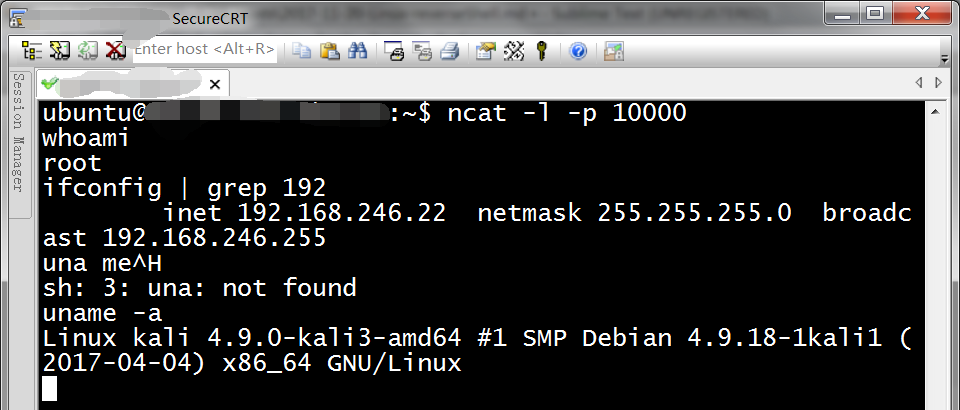 SecureCRT
Enter host <Alt+R>
Session Manager
ubuntu@ :~$ ncat -l -p 10000
whoami
root
ifconfig | grep 192
        inet 192.168.246.22  netmask 255.255.255.0  broadc
ast 192.168.246.255
una me^H
sh: 3: una: not found
uname -a
Linux kali 4.9.0-kali3-amd64 #1 SMP Debian 4.9.18-1kali1 (
2017-04-04) x86_64 GNU/Linux